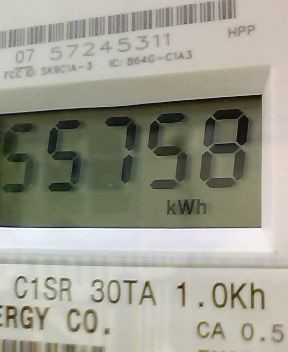 07 57245311
HPP
FCC ID: SK9C1A-3 IC: 864G-C1A3
55758
kWh
C1SR 30TA 1.0Kh
ERGY CO.
CA 0.5